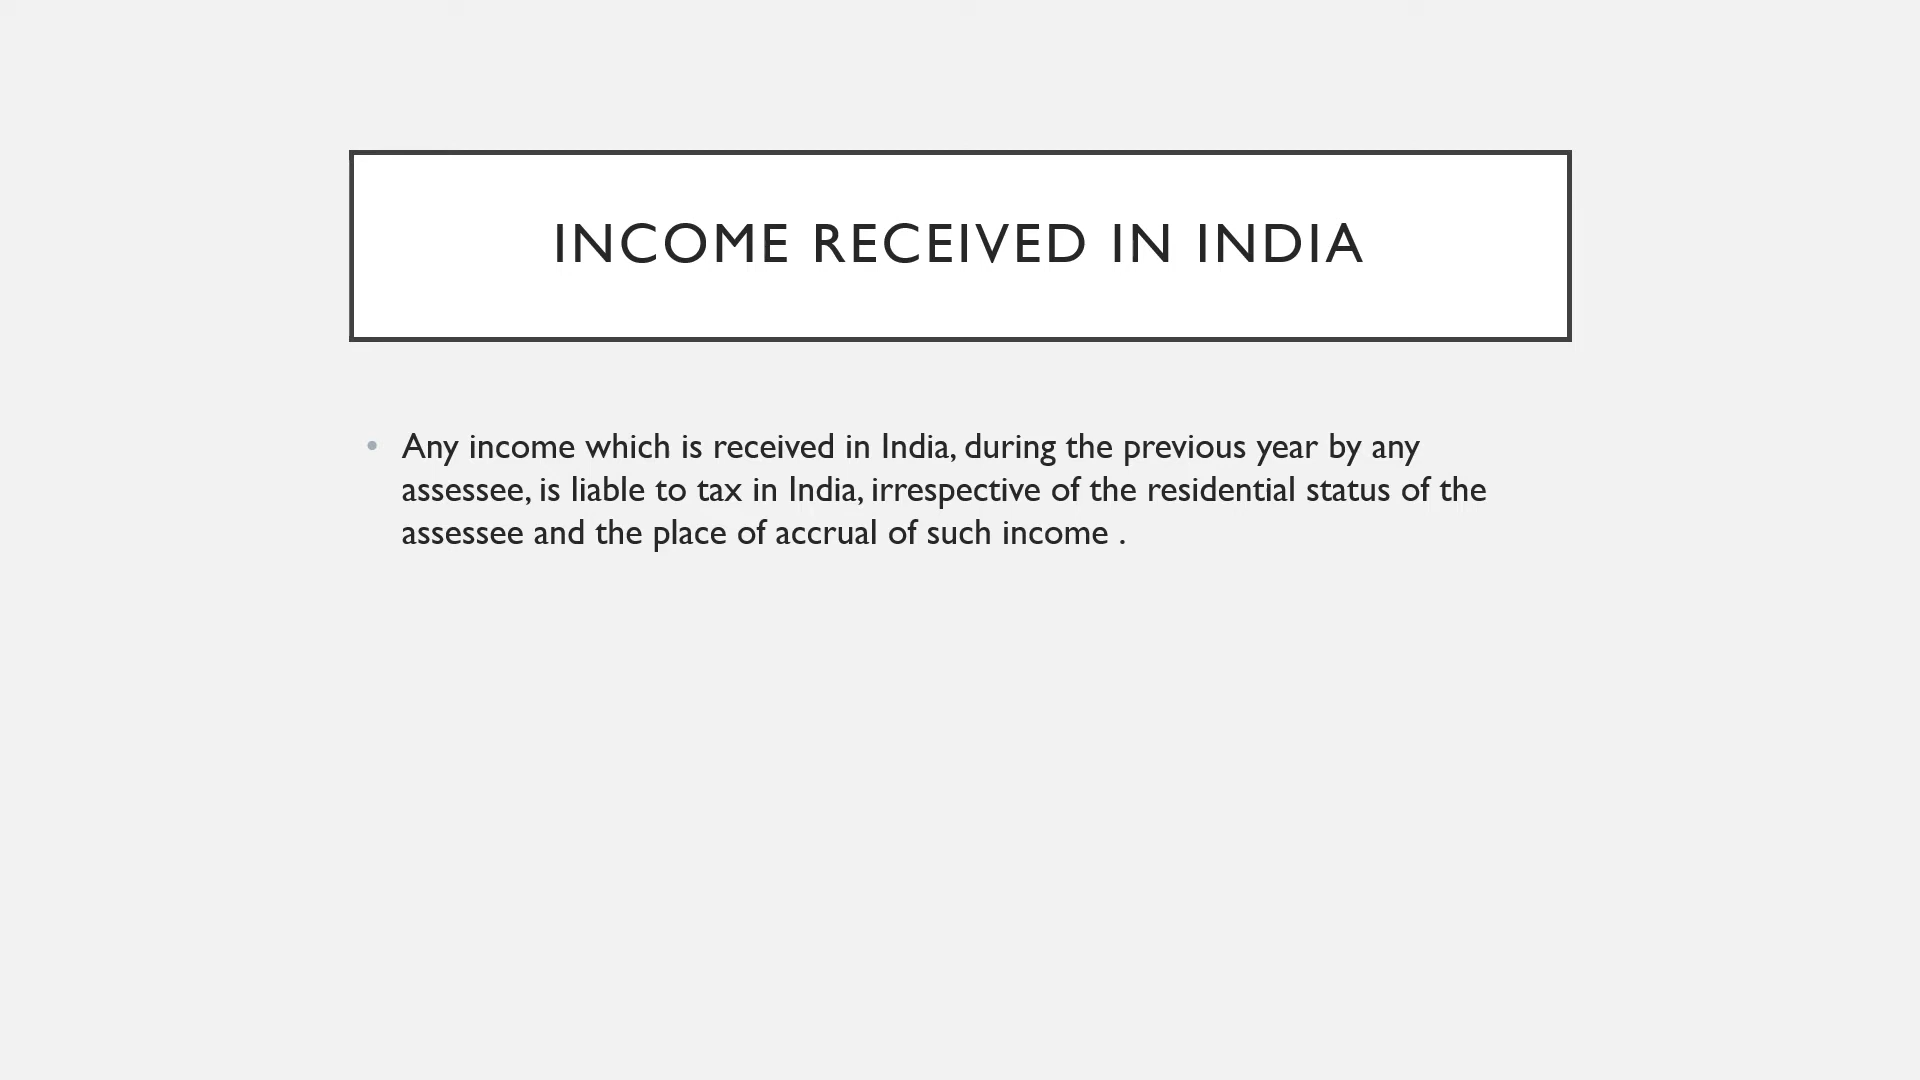 INCOME RECEIVED IN INDIA
• Any income which is received in India, during the previous year by any
assessee, is liable to tax in India, irrespective of the residential status of the
assessee and the place of accrual of such income .